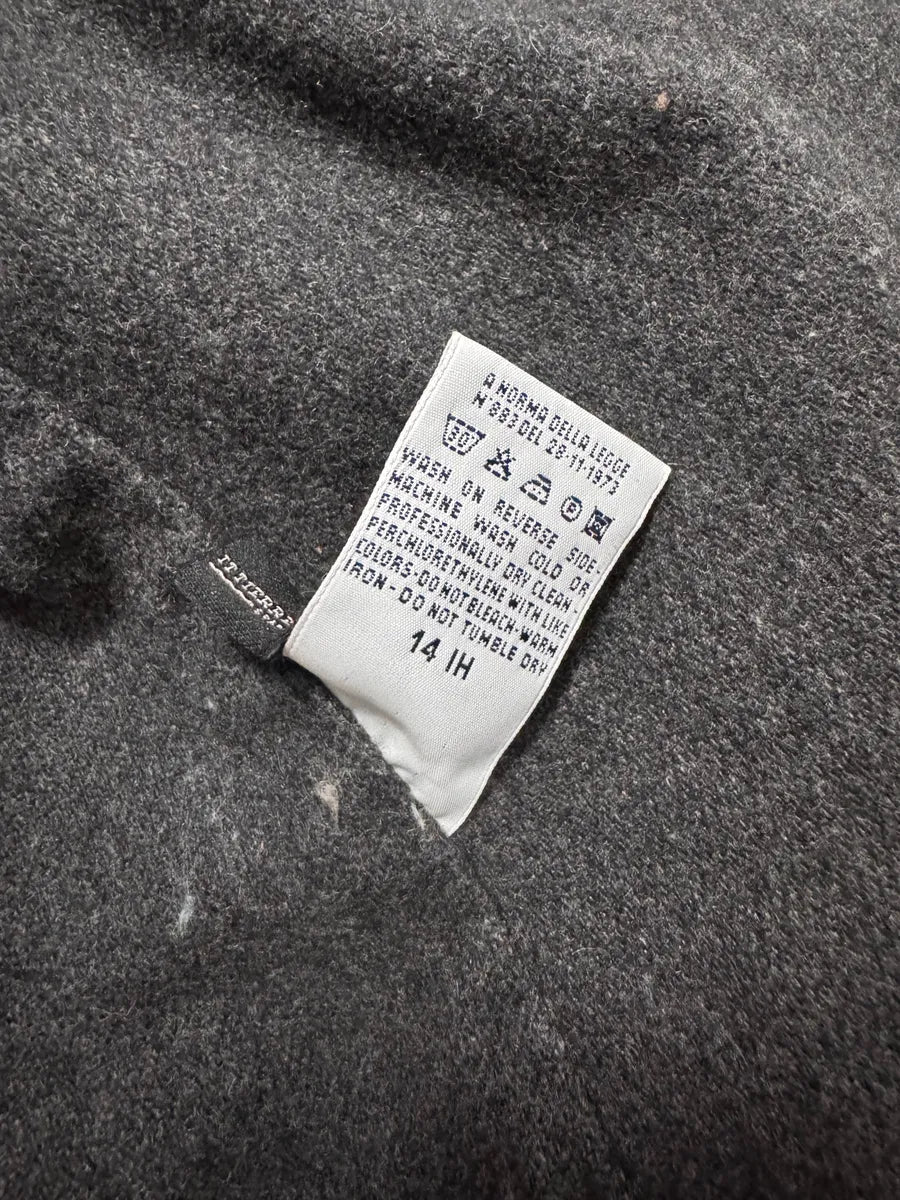 A NORMA DELLA LEGGE
N 883 DEL 26-11-1973
30
P
WASH ON REVERSE SIDE-
MACHINE WASH COLD OR
PROFESSIONALLY DRY CLEAN,
PERCHLORETHYLENE WITH LIKE
COLORS/DO NOT BLEACH-WARM
IRON-DO NOT TUMBLE DRY
14 IH